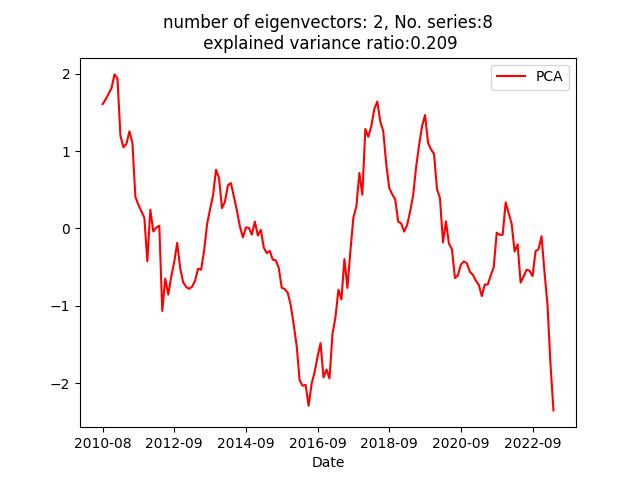 number of eigenvectors: 2, No. series:8
explained variance ratio:0.209
PCA
2
1
0
−1
−2
2010-08 2012-09 2014-09 2016-09 2018-09 2020-09 2022-09
Date